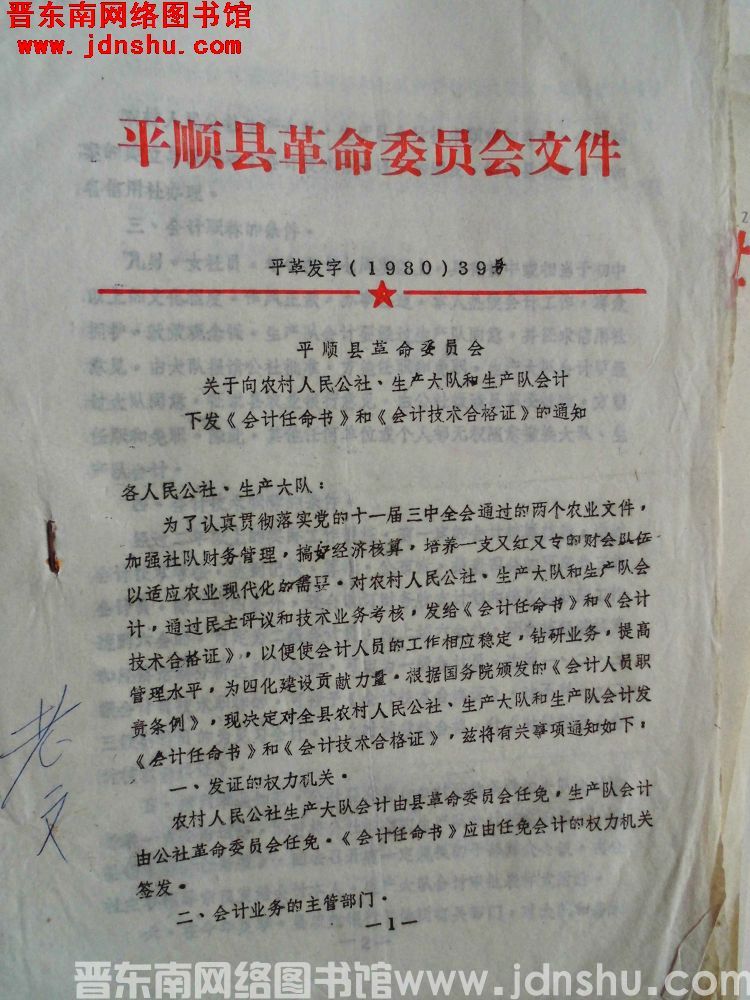 晋东南网络图书馆
www.jdnshu.com
平顺县革命委员会文件
平革发字(1980)39号
平顺县革命委员会
关于向农村人民公社、生产大队和生产队会计
下发《会计任命书》和《会计技术合格证》的通知
各人民公社、生产大队：
为了认真贯彻落实党的十一届三中全会通过的两个农业文件，
加强社队财务管理，搞好经济核算，培养一支又红又专的财会队伍
以适应农业现代化的需要。对农村人民公社、生产大队和生产队会
计，通过民主评议和技术业务考核，发给《会计任命书》和《会计
技术合格证》，以便使会计人员的工作相应稳定，钻研业务，提高
管理水平，为四化建设贡献力量。根据国务院颁发的《会计人员职
责条例》，现决定对全县农村人民公社、生产大队和生产队会计发
《会计任命书》和《会计技术合格证》，兹将有关事项通知如下：
一、发证的权力机关。
农村人民公社生产大队会计由县革命委员会任免，生产队会计
由公社革命委员会任免。《会计任命书》应由任免会计的权力机关
签发。
二、会计业务的主管部门。
—1—
老文
晋东南网络图书馆www.jdnshu.com